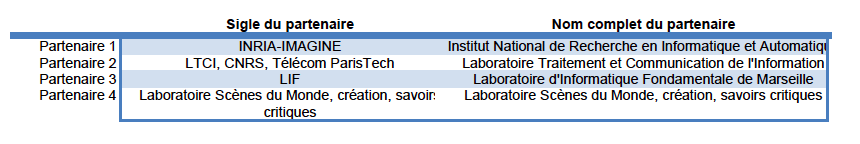 Sigle du partenaire Nom complet du partenaire
Partenaire 1 INRIA-IMAGINE Institut National de Recherche en Informatique et Automatiqu
Partenaire 2 LTCI, CNRS, Télécom ParisTech Laboratoire Traitement et Communication de l'Information
Partenaire 3 LIF Laboratoire d'Informatique Fondamentale de Marseille
Partenaire 4 Laboratoire Scènes du Monde, création, savoirs Laboratoire Scènes du Monde, création, savoirs critiques
critiques